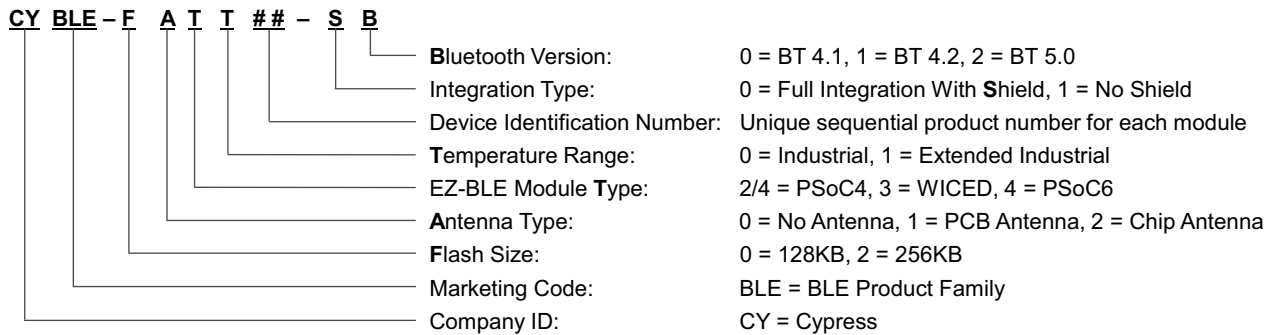 CY BLE – F A T T # # – S B
Bluetooth Version: 0 = BT 4.1, 1 = BT 4.2, 2 = BT 5.0
Integration Type: 0 = Full Integration With Shield, 1 = No Shield
Device Identification Number: Unique sequential product number for each module
Temperature Range: 0 = Industrial, 1 = Extended Industrial
EZ-BLE Module Type: 2/4 = PSoC4, 3 = WICED, 4 = PSoC6
Antenna Type: 0 = No Antenna, 1 = PCB Antenna, 2 = Chip Antenna
Flash Size: 0 = 128KB, 2 = 256KB
Marketing Code: BLE = BLE Product Family
Company ID: CY = Cypress